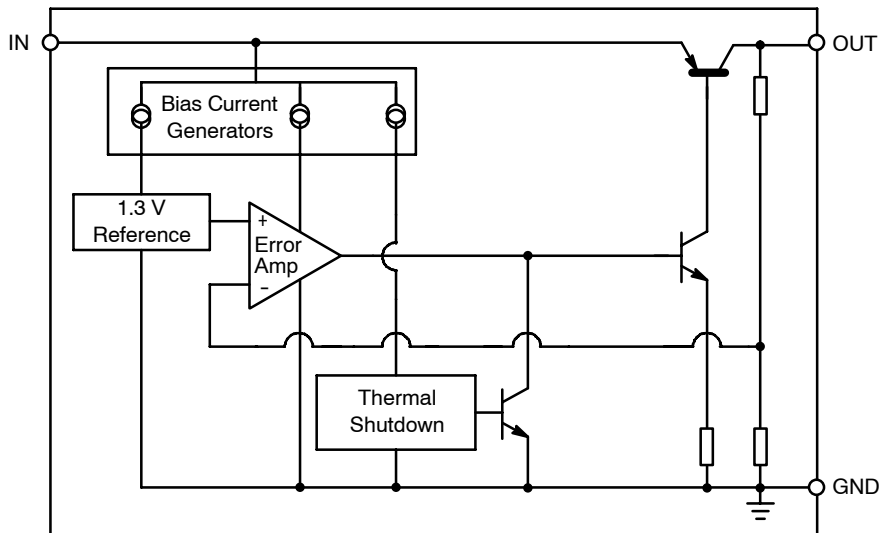 IN
OUT
Bias Current
Generators
1.3 V
Reference
+
Error
Amp
−
Thermal
Shutdown
GND